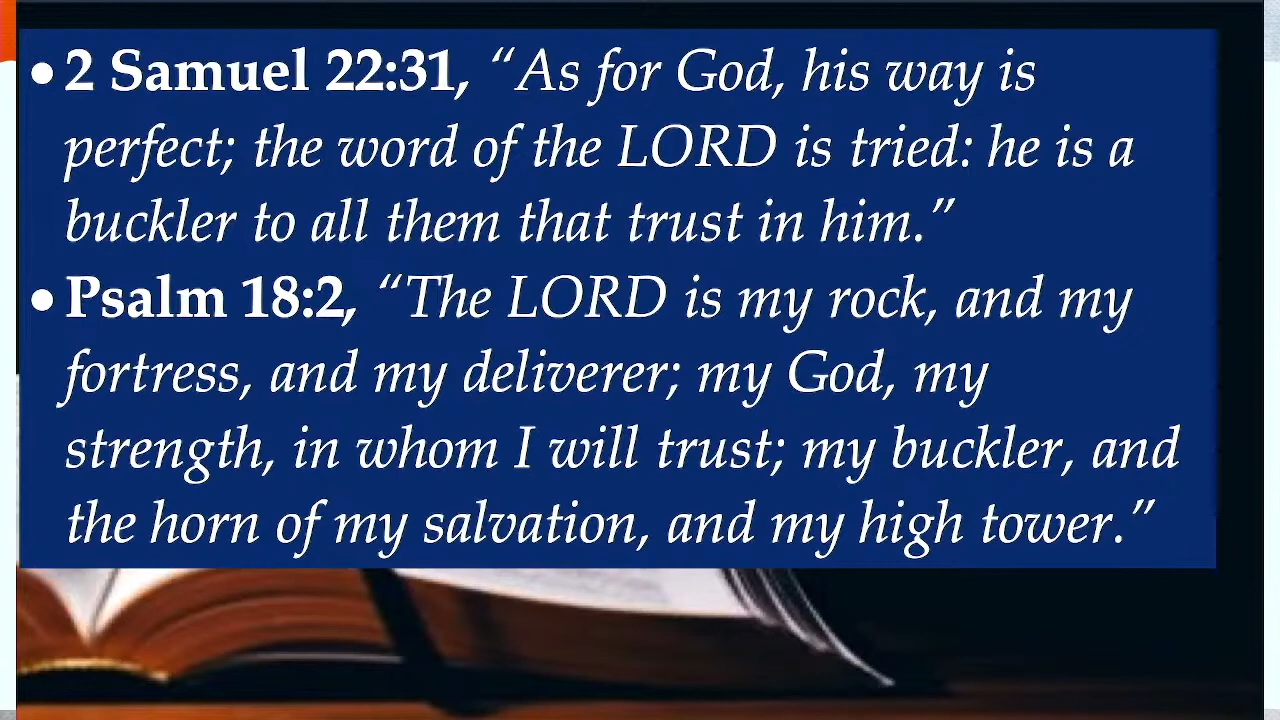 • 2 Samuel 22:31, “As for God, his way is
perfect; the word of the LORD is tried: he is a
buckler to all them that trust in him.”
• Psalm 18:2, “The LORD is my rock, and my
fortress, and my deliverer; my God, my
strength, in whom I will trust; my buckler, and
the horn of my salvation, and my high tower.”